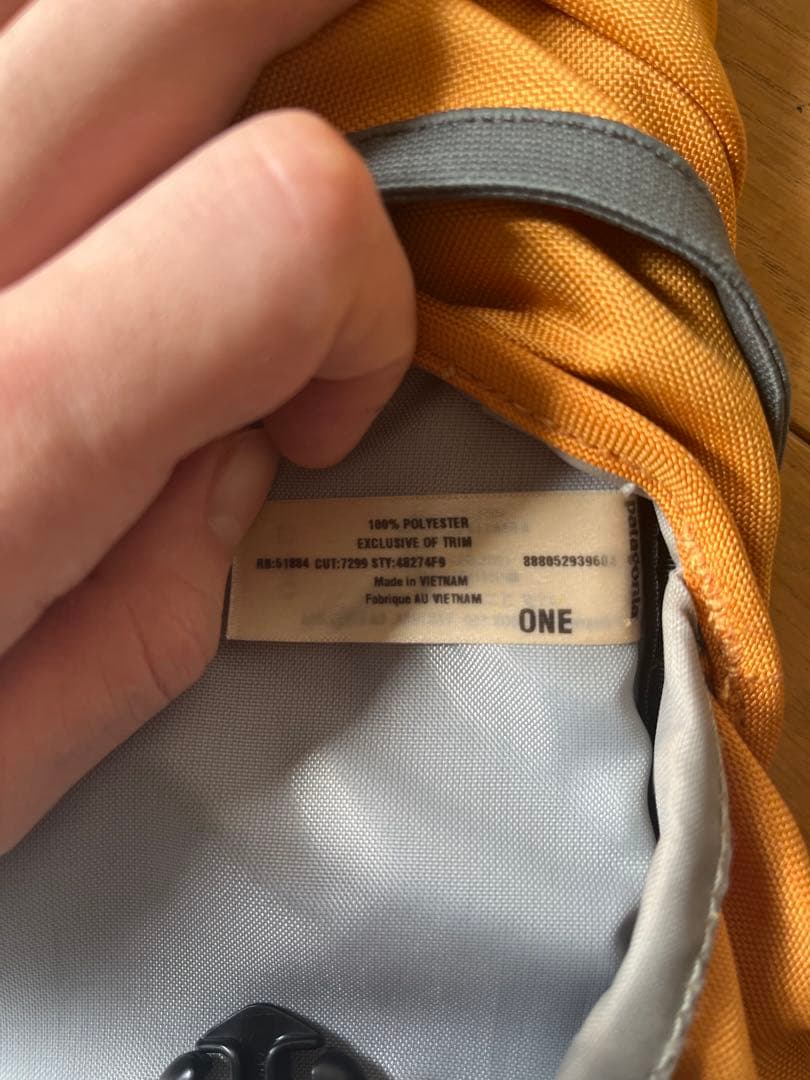 100% POLYESTER
EXCLUSIVE OF TRIM
RN:51884 CUT:7299 STY:48274F9
Made in VIETNAM
Fabrique AU VIETNAM
ONE
patagonia